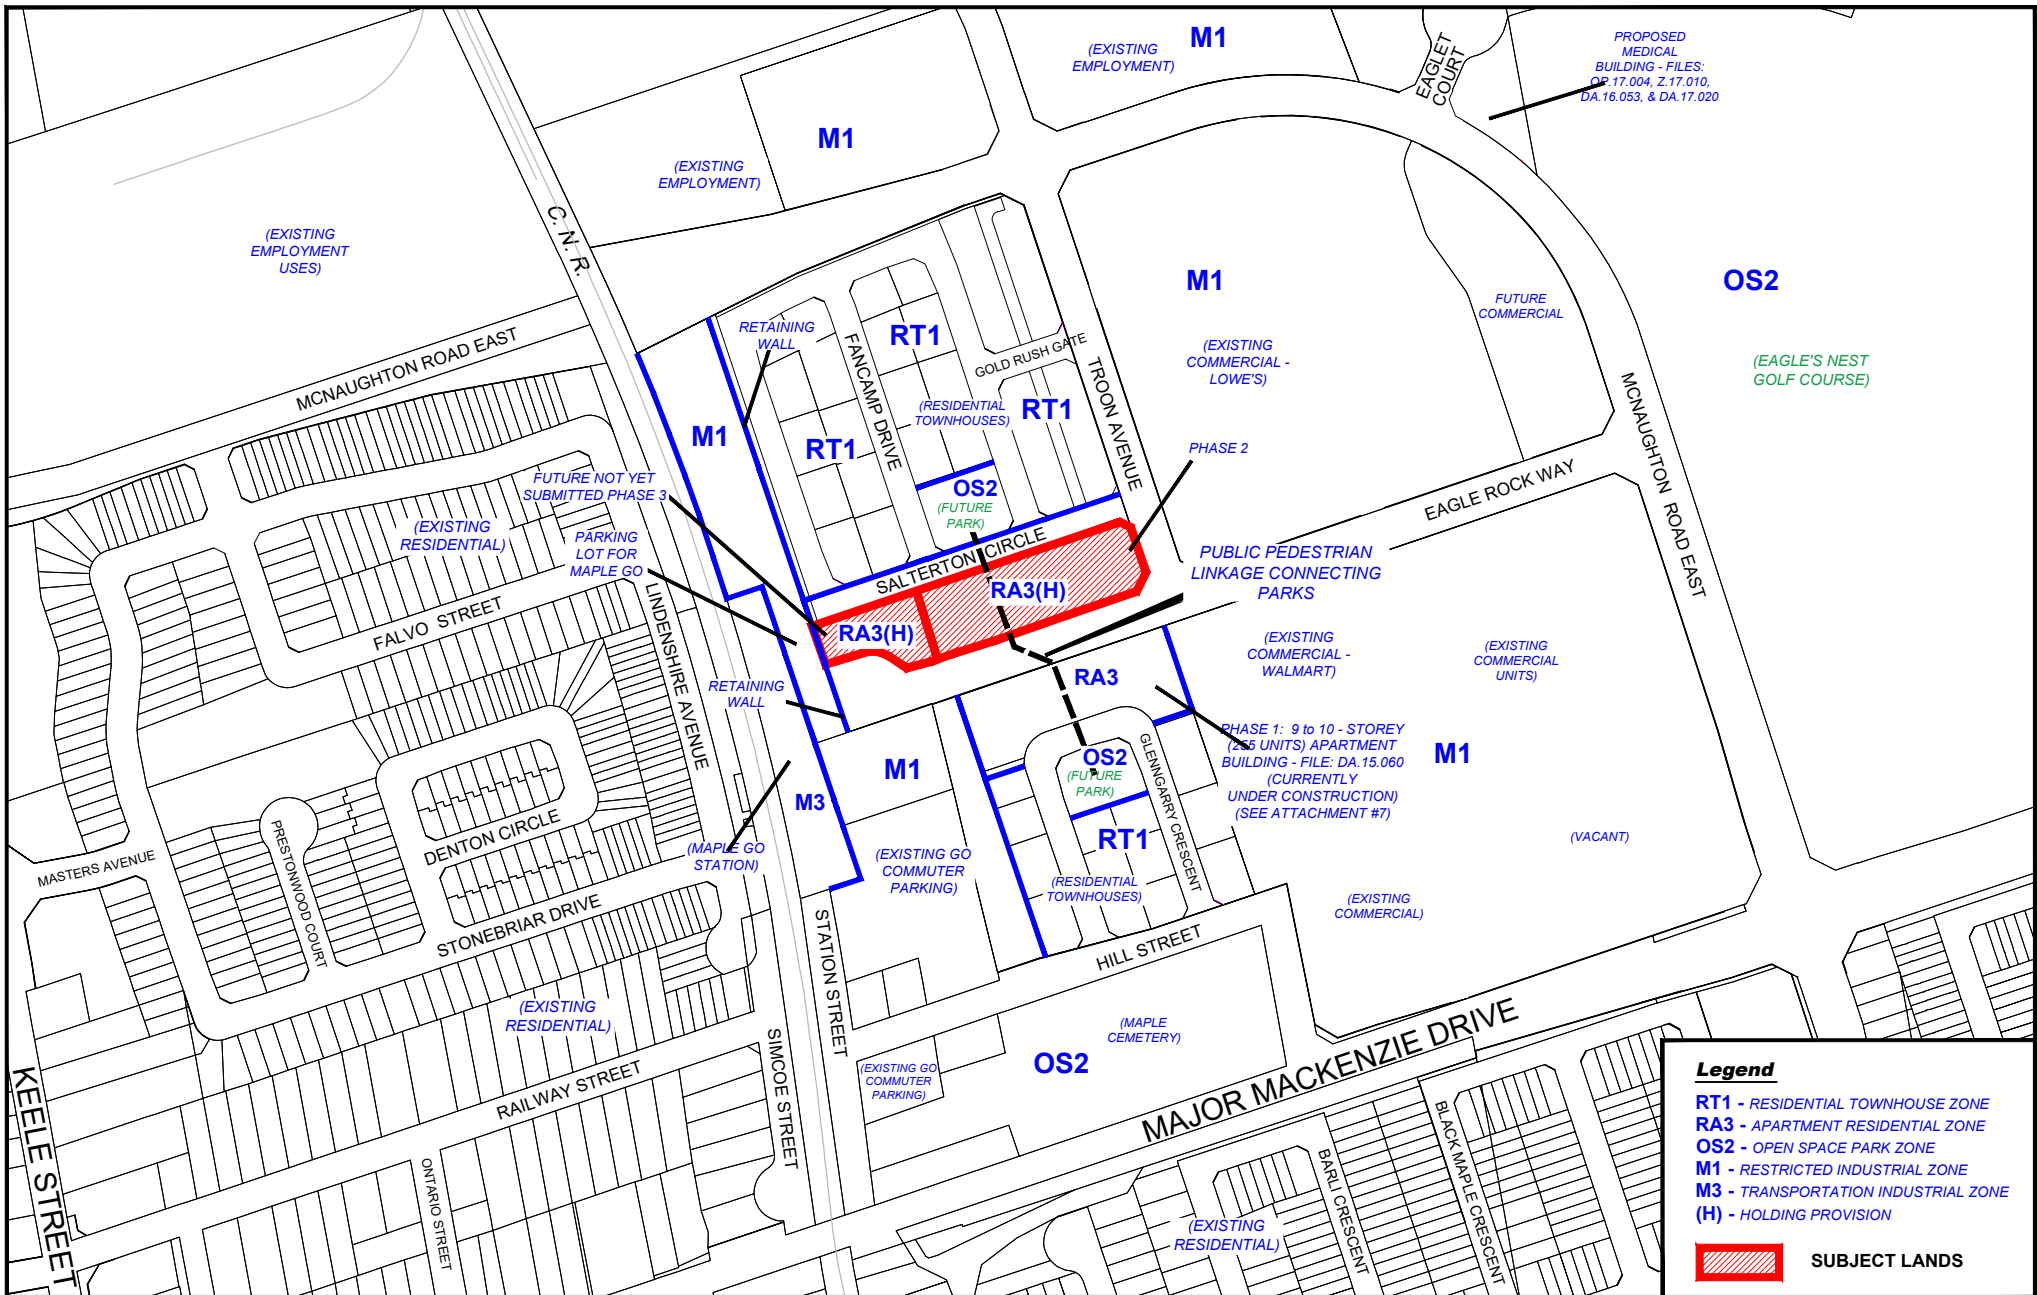 M1
(EXISTING
EMPLOYMENT)
EAGLET
COURT
PROPOSED
MEDICAL
BUILDING - FILES:
OP.17.004, Z.17.010,
DA.16.053, & DA.17.020
M1
(EXISTING
EMPLOYMENT)
C. N. R.
(EXISTING
EMPLOYMENT
USES)
M1
OS2
FUTURE
COMMERCIAL
RETAINING
WALL
FANCAMP DRIVE
RT1
GOLD RUSH GATE
TROON AVENUE
(EXISTING
COMMERCIAL -
LOWE'S)
(EAGLE'S NEST
GOLF COURSE)
MCNAUGHTON ROAD EAST
MCNAUGHTON ROAD EAST
M1
RT1
(RESIDENTIAL
TOWNHOUSES)
RT1
PHASE 2
FUTURE NOT YET
SUBMITTED PHASE 3
OS2
(FUTURE
PARK)
EAGLE ROCK WAY
(EXISTING
RESIDENTIAL)
PARKING
LOT FOR
MAPLE GO
SALTERTON CIRCLE
PUBLIC PEDESTRIAN
LINKAGE CONNECTING
PARKS
RA3(H)
RA3(H)
FALVO STREET
LINDENSHIRE AVENUE
(EXISTING
COMMERCIAL -
WALMART)
(EXISTING
COMMERCIAL
UNITS)
RETAINING
WALL
RA3
PHASE 1: 9 to 10 - STOREY
(255 UNITS) APARTMENT
BUILDING - FILE: DA.15.060
(CURRENTLY
UNDER CONSTRUCTION)
(SEE ATTACHMENT #7)
M1
M1
OS2
(FUTURE
PARK)
GLENNGARRY CRESCENT
M3
RT1
(VACANT)
(MAPLE GO
STATION)
(EXISTING GO
COMMUTER
PARKING)
(RESIDENTIAL
TOWNHOUSES)
(EXISTING
COMMERCIAL)
MASTERS AVENUE
PRESTONWOOD COURT
DENTON CIRCLE
STONEBRIAR DRIVE
STATION STREET
HILL STREET
(EXISTING
RESIDENTIAL)
(MAPLE
CEMETERY)
OS2
MAJOR MACKENZIE DRIVE
SIMCOE STREET
(EXISTING GO
COMMUTER
PARKING)
RAILWAY STREET
KEELE STREET
ONTARIO STREET
(EXISTING
RESIDENTIAL)
BARLI CRESCENT
BLACK MAPLE CRESCENT
Legend
RT1 - RESIDENTIAL TOWNHOUSE ZONE
RA3 - APARTMENT RESIDENTIAL ZONE
OS2 - OPEN SPACE PARK ZONE
M1 - RESTRICTED INDUSTRIAL ZONE
M3 - TRANSPORTATION INDUSTRIAL ZONE
(H) - HOLDING PROVISION
SUBJECT LANDS